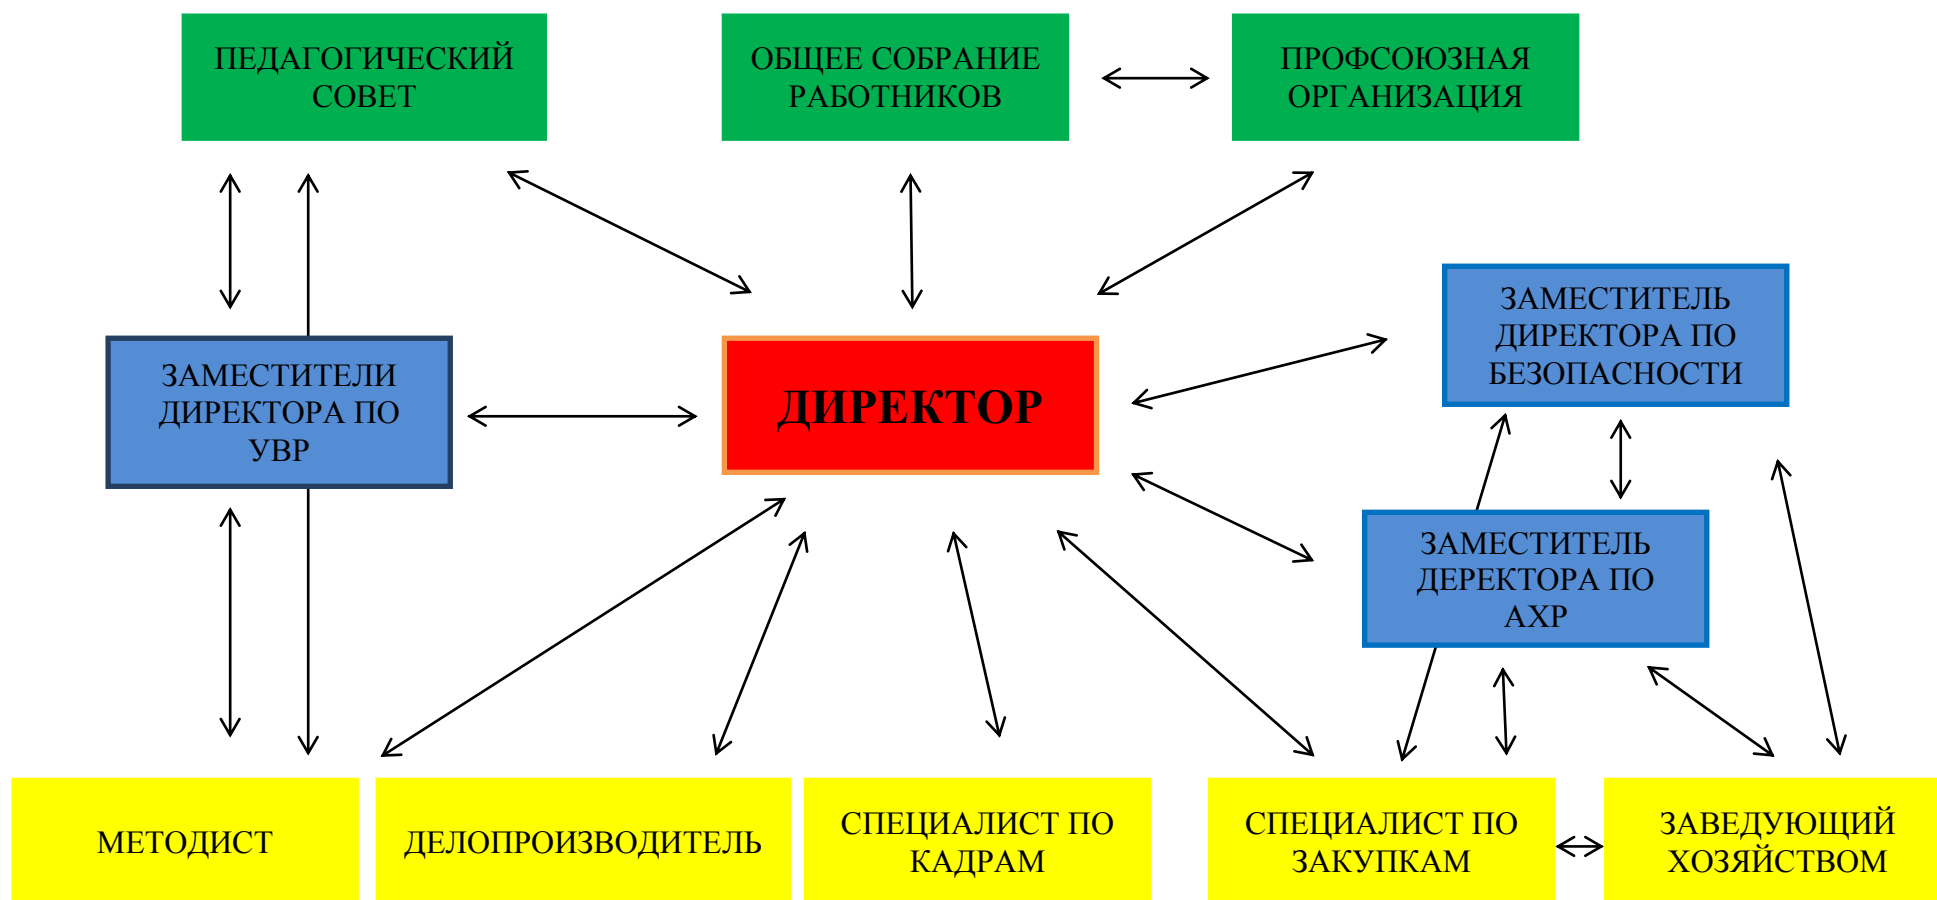 ПЕДАГОГИЧЕСКИЙ
СОВЕТ
ОБЩЕЕ СОБРАНИЕ
РАБОТНИКОВ
ПРОФСОЮЗНАЯ
ОРГАНИЗАЦИЯ
ЗАМЕСТИТЕЛИ
ДИРЕКТОРА ПО
УВР
ДИРЕКТОР
ЗАМЕСТИТЕЛЬ
ДИРЕКТОРА ПО
БЕЗОПАСНОСТИ
ЗАМЕСТИТЕЛЬ
ДЕРЕКТОРА ПО
АХР
МЕТОДИСТ
ДЕЛОПРОИЗВОДИТЕЛЬ
СПЕЦИАЛИСТ ПО
КАДРАМ
СПЕЦИАЛИСТ ПО
ЗАКУПКАМ
ЗАВЕДУЮЩИЙ
ХОЗЯЙСТВОМ